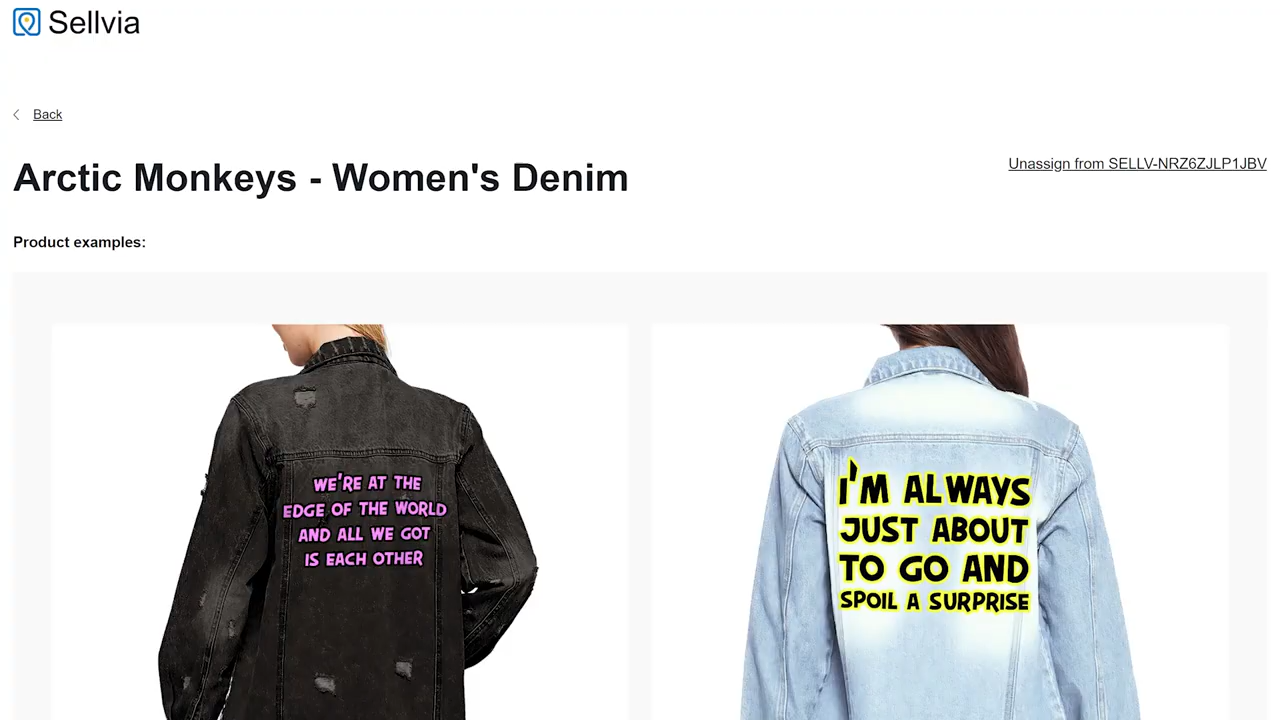 Sellvia
Back
Arctic Monkeys - Women's Denim
Unassign from SELLV-NRZ6ZJLP1JBV
Product examples:
WE'RE AT THE
EDGE OF THE WORLD
AND ALL WE GOT
IS EACH OTHER
I'M ALWAYS
JUST ABOUT
TO GO AND
SPOIL A SURPRISE